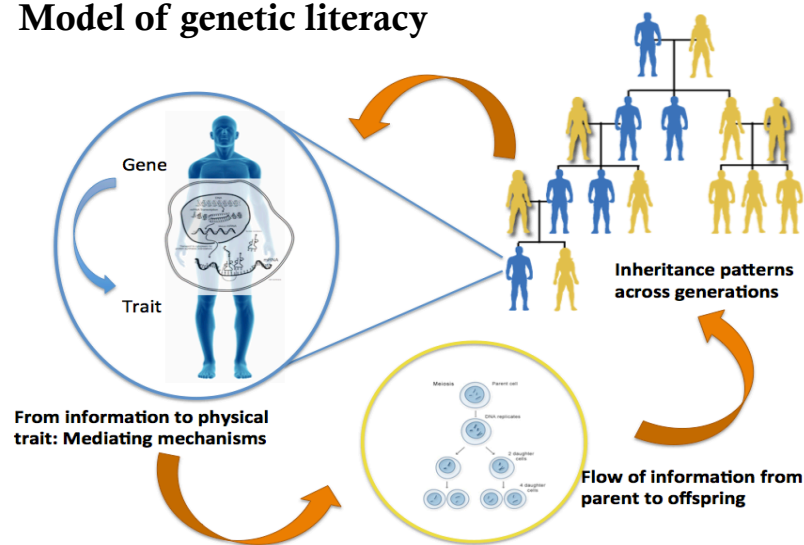 Model of genetic literacy
Gene
Trait
Inheritance patterns
across generations
From information to physical
trait: Mediating mechanisms
Meiosis
Parent cell
DNA replicates
2 daughter
cells
4 daughter
cells
Flow of information from
parent to offspring